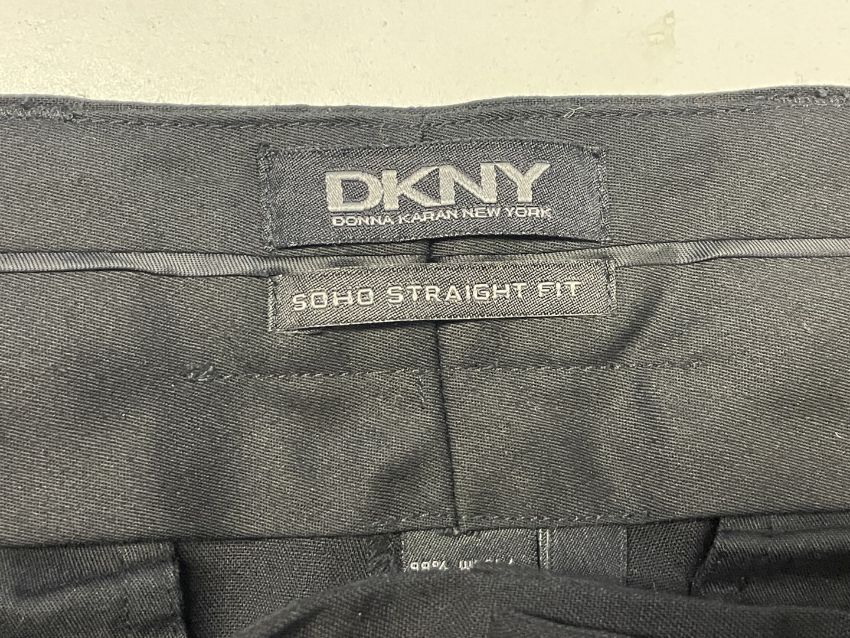 DKNY
DONNA KARAN NEW YORK
SOHO STRAIGHT FIT